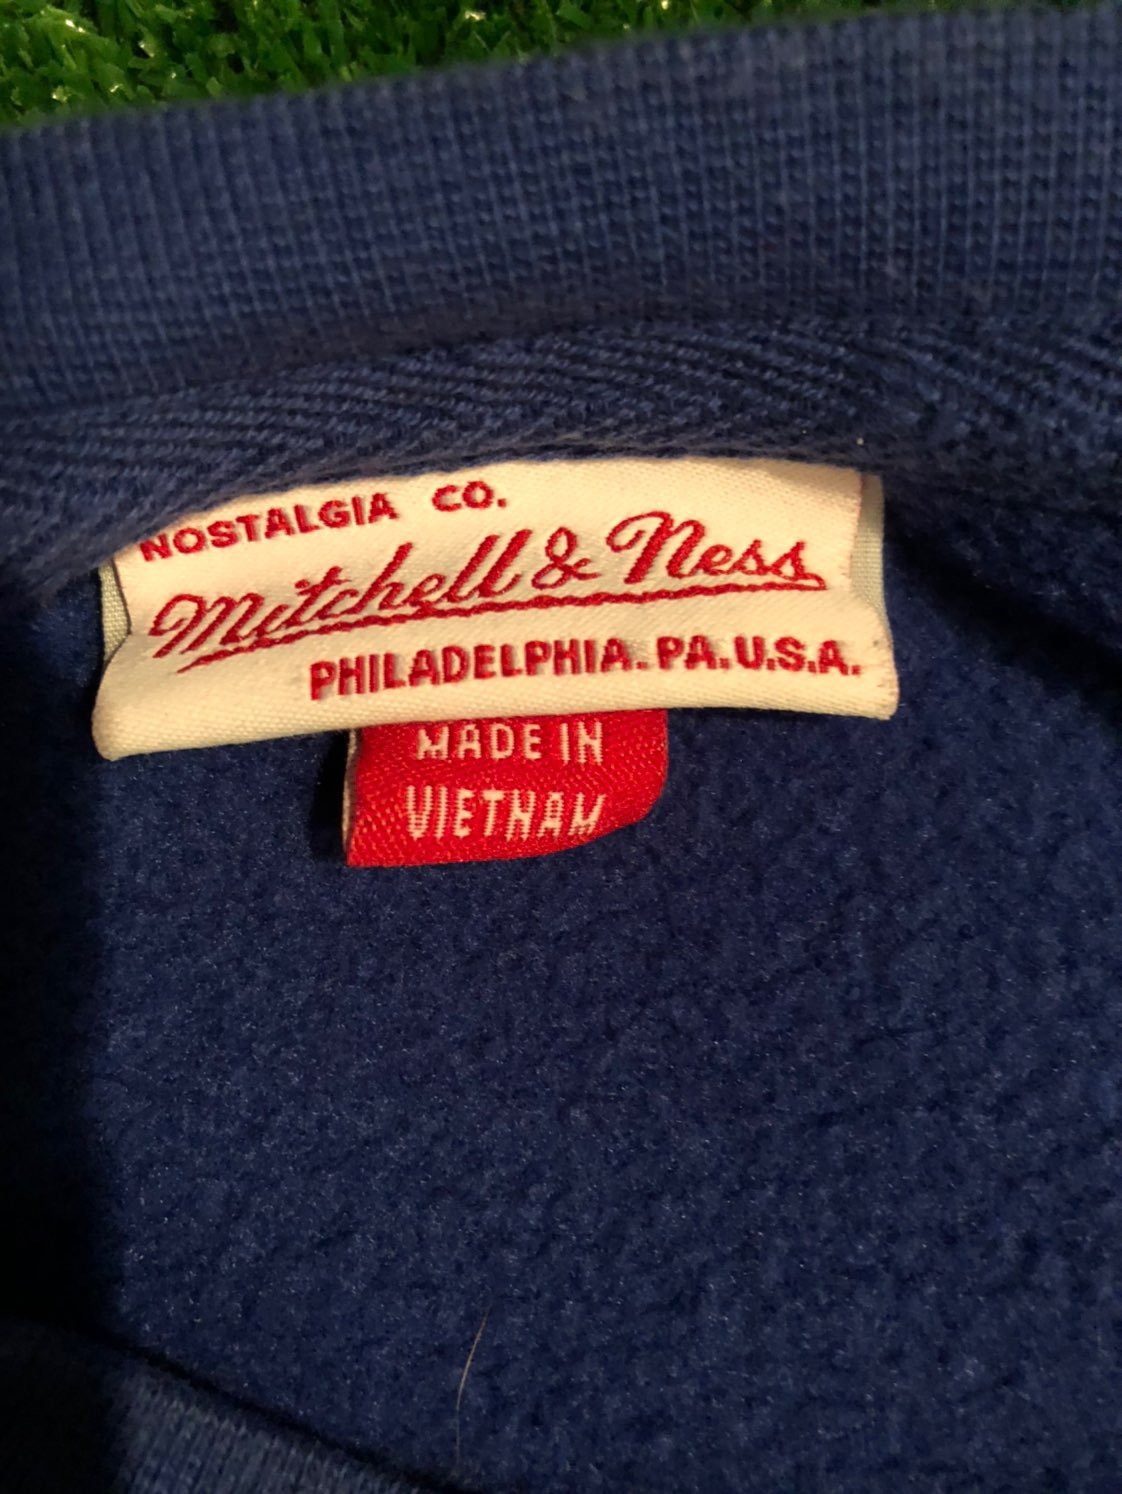 NOSTALGIA CO.
Mitchell & Ness
PHILADELPHIA. PA. U.S.A.
MADE IN
VIETNAM